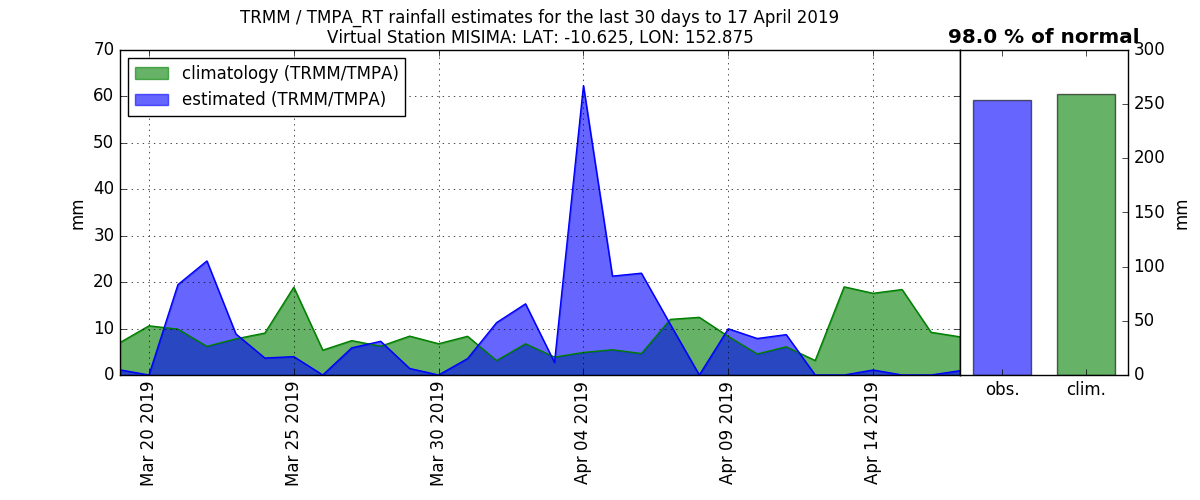 TRMM / TMPA_RT rainfall estimates for the last 30 days to 17 April 2019
Virtual Station MISIMA: LAT: -10.625, LON: 152.875
98.0 % of normal
climatology (TRMM/TMPA)
estimated (TRMM/TMPA)
70
60
50
40
30
20
10
0
mm
Mar 20 2019
Mar 25 2019
Mar 30 2019
Apr 04 2019
Apr 09 2019
Apr 14 2019
300
250
200
150
100
50
0
mm
obs.
clim.